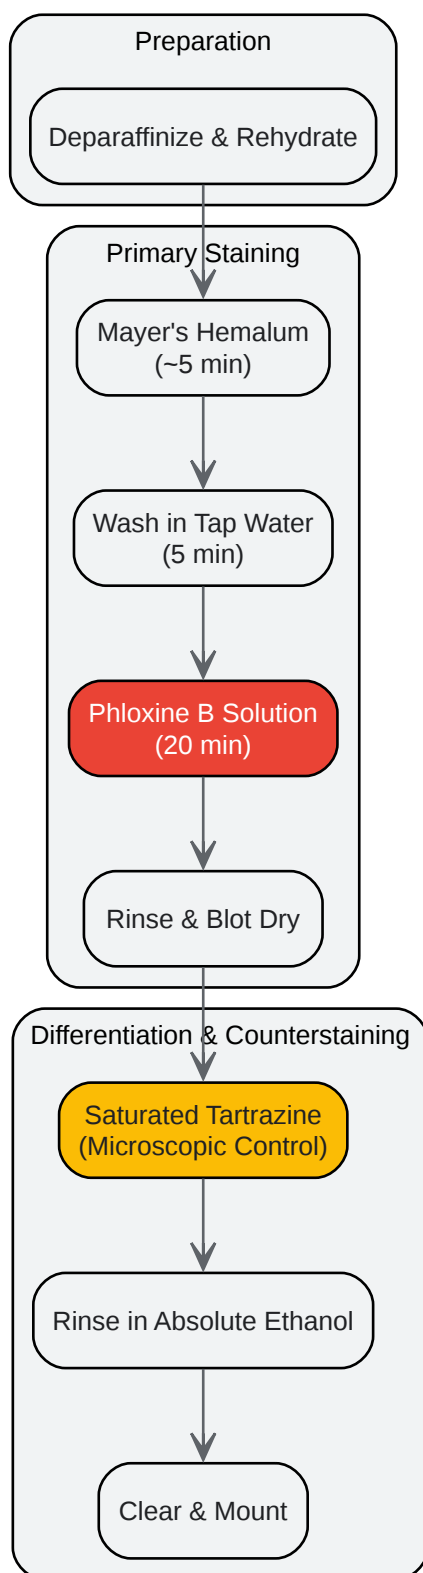 Preparation
Deparaffinize & Rehydrate
Primary Staining
Mayer's Hemalum
(~5 min)
Wash in Tap Water
(5 min)
Phloxine B Solution
(20 min)
Rinse & Blot Dry
Differentiation & Counterstaining
Saturated Tartrazine
(Microscopic Control)
Rinse in Absolute Ethanol
Clear & Mount